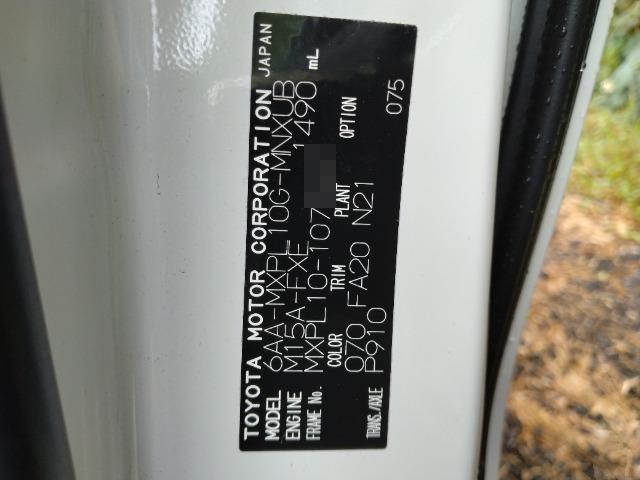 TOYOTA MOTOR CORPORATION JAPAN
MODEL 6AA-MXPL10G-MNXUB
ENGINE M15A-FXE 1490 mL
FRAME No. MXPL10-107
COLOR TRIM PLANT OPTION
070 FA20 N21
TRANS./AXLE P910 075